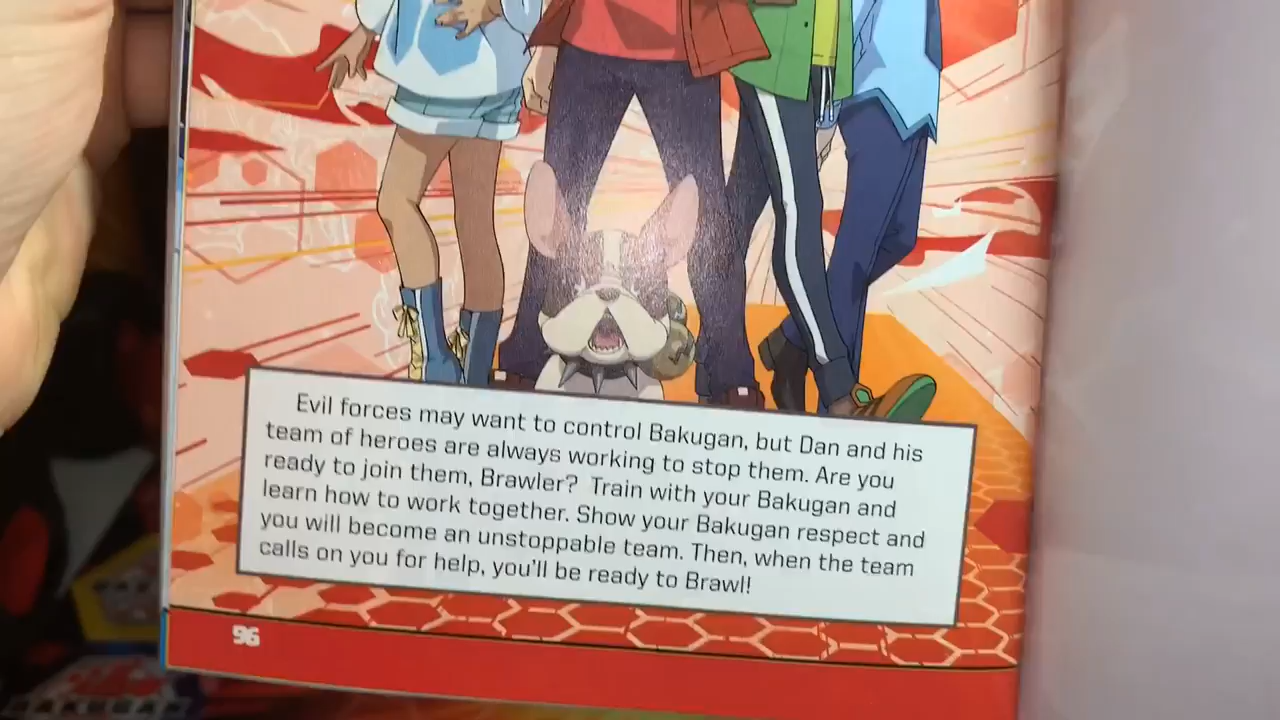 Evil forces may want to control Bakugan, but Dan and his
team of heroes are always working to stop them. Are you
ready to join them, Brawler? Train with your Bakugan and
learn how to work together. Show your Bakugan respect and
you will become an unstoppable team. Then, when the team
calls on you for help, you'll be ready to Brawl!
96
BAKUGAN